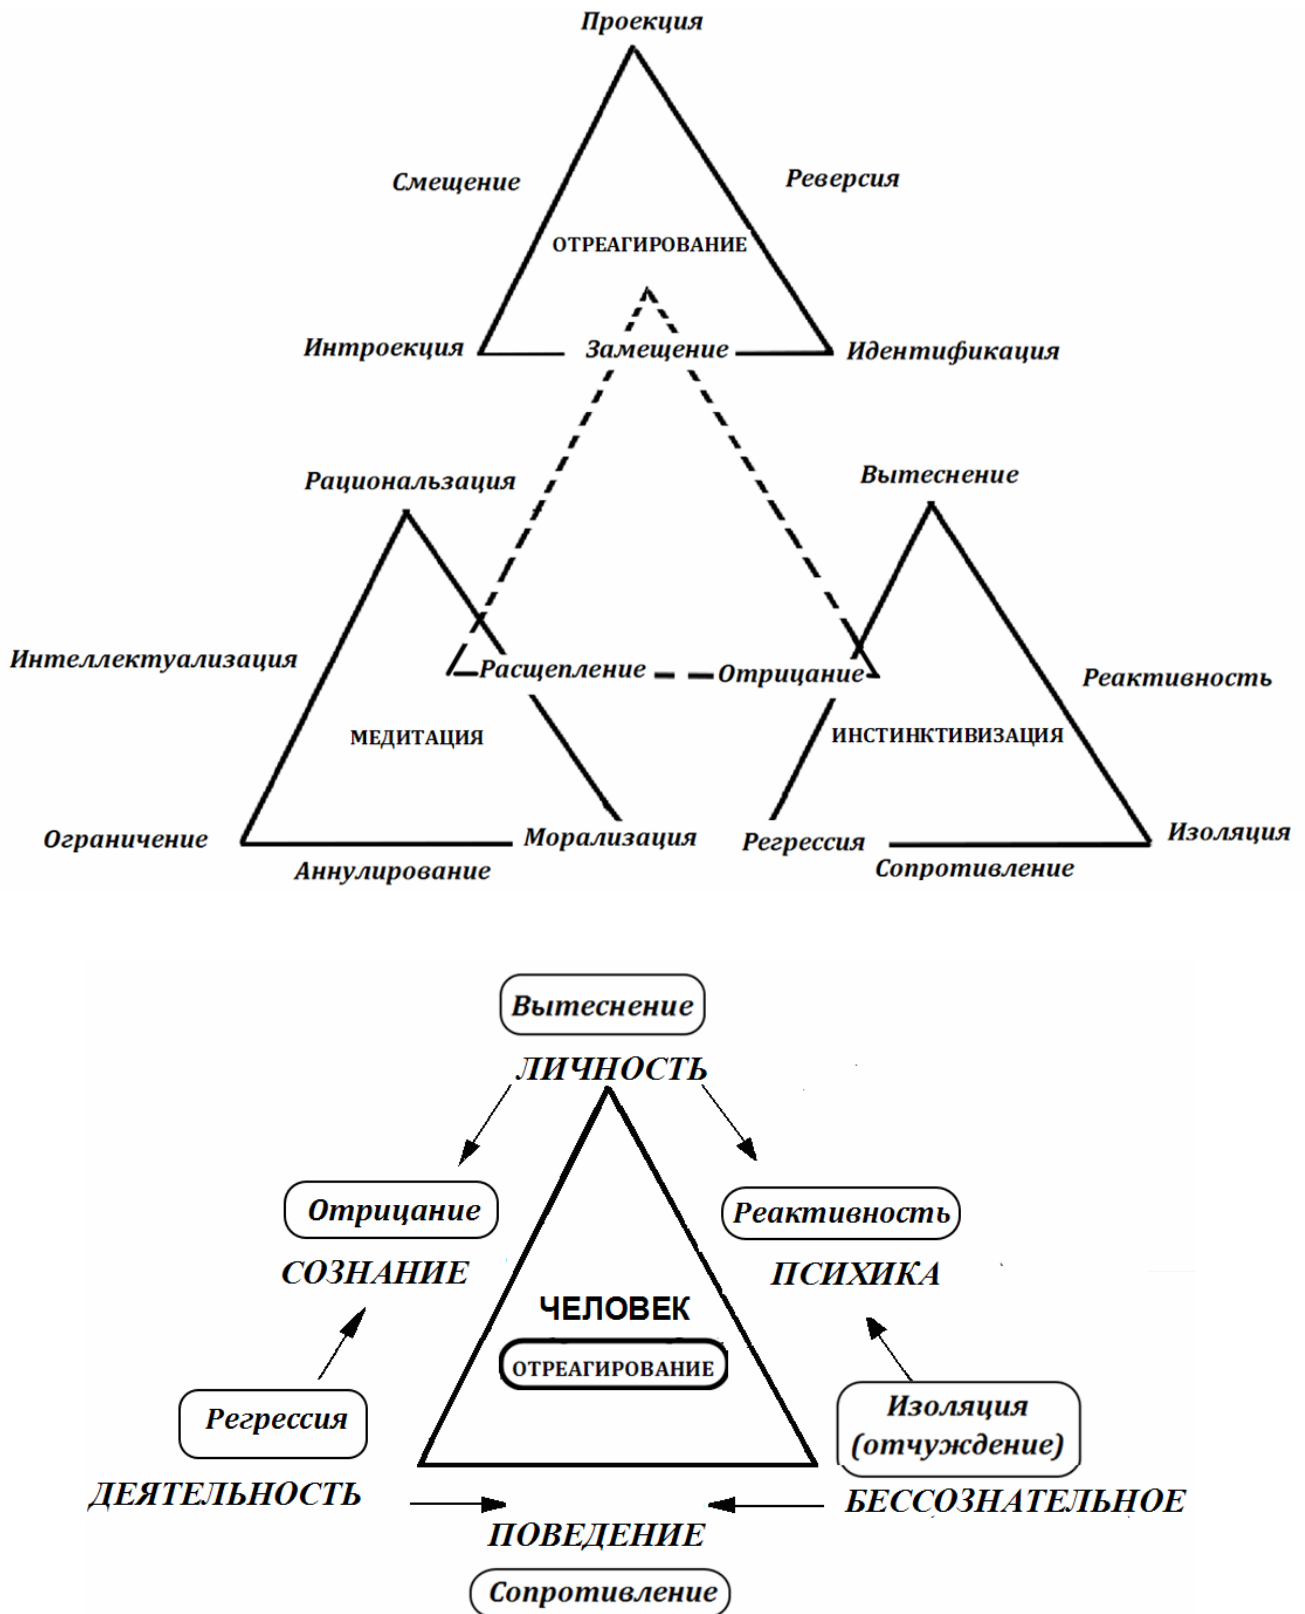 Проекция
Смещение
Реверсия
ОТРЕАГИРОВАНИЕ
Интроекция
Замещение
Идентификация
Рациональзация
Вытеснение
Интеллектуализация
Расщепление
Отрицание
Реактивность
МЕДИТАЦИЯ
ИНСТИНКТИВИЗАЦИЯ
Ограничение
Морализация
Регрессия
Изоляция
Аннулирование
Сопротивление
Вытеснение
ЛИЧНОСТЬ
Отрицание
Реактивность
СОЗНАНИЕ
ПСИХИКА
ЧЕЛОВЕК
ОТРЕАГИРОВАНИЕ
Регрессия
Изоляция
(отчуждение)
ДЕЯТЕЛЬНОСТЬ
БЕССОЗНАТЕЛЬНОЕ
ПОВЕДЕНИЕ
Сопротивление